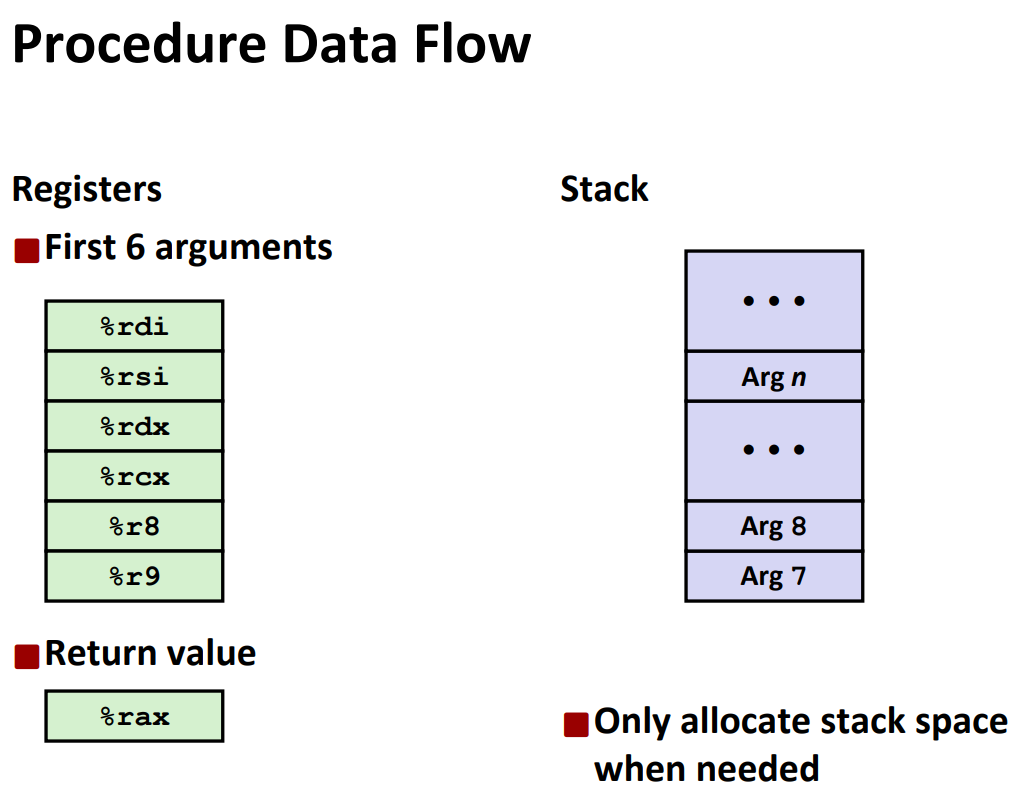 Procedure Data Flow
Registers
First 6 arguments
%rdi
%rsi
%rdx
%rcx
%r8
%r9
Return value
%rax
Stack
• • •
Arg n
• • •
Arg 8
Arg 7
Only allocate stack space
when needed